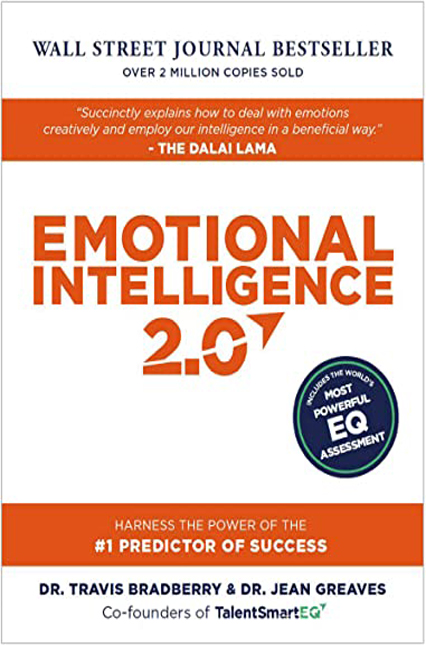 WALL STREET JOURNAL BESTSELLER
OVER 2 MILLION COPIES SOLD
“Succinctly explains how to deal with emotions
creatively and employ our intelligence in a beneficial way.”
- THE DALAI LAMA
EMOTIONAL
INTELLIGENCE
2.0
INCLUDES THE WORLD'S
MOST
POWERFUL
EQ
ASSESSMENT
HARNESS THE POWER OF THE
#1 PREDICTOR OF SUCCESS
DR. TRAVIS BRADBERRY & DR. JEAN GREAVES
Co-founders of TalentSmartEQ